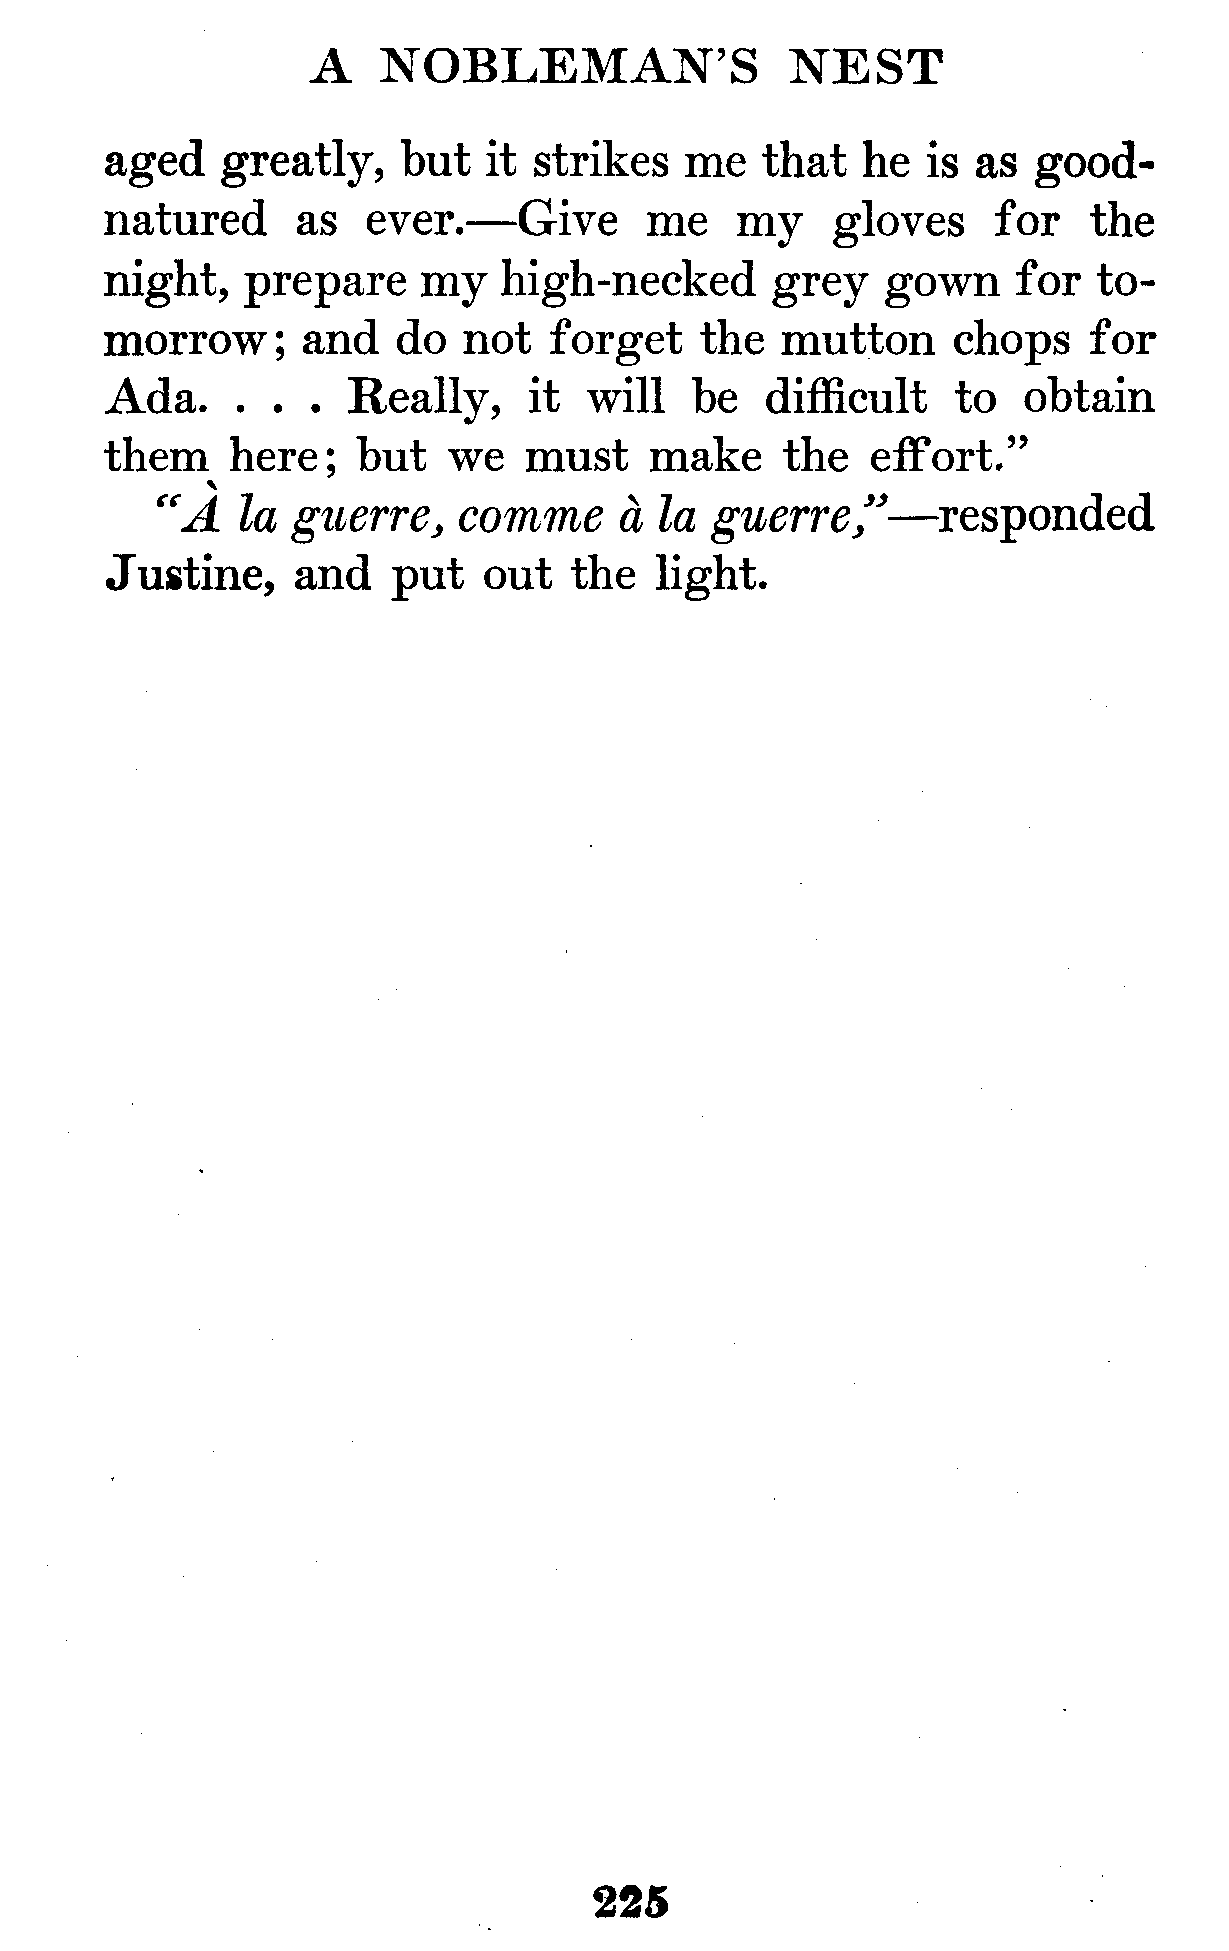 A NOBLEMAN'S NEST
aged greatly, but it strikes me that he is as good-
natured as ever.—Give me my gloves for the
night, prepare my high-necked grey gown for to-
morrow; and do not forget the mutton chops for
Ada. . . . Really, it will be difficult to obtain
them here; but we must make the effort."
"À la guerre, comme à la guerre,"—responded
Justine, and put out the light.
225